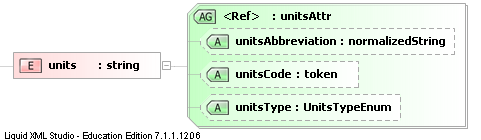 AG <Ref> : unitsAttr
A unitsAbbreviation : normalizedString
E units : string
A unitsCode : token
A unitsType : UnitsTypeEnum
Liquid XML Studio - Education Edition 7.1.1.1206